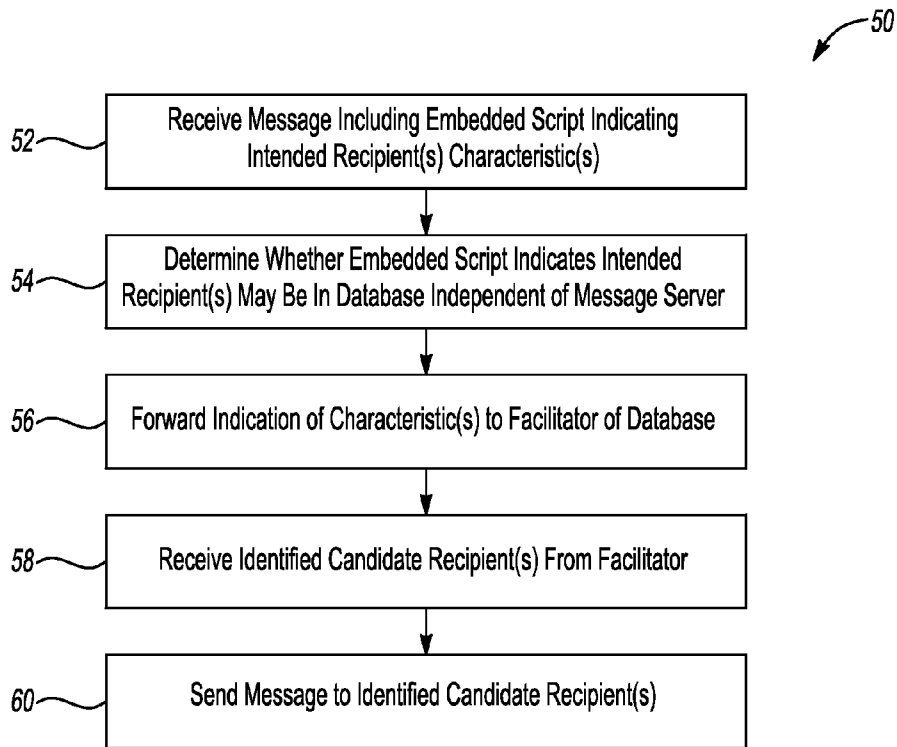 50
52
Receive Message Including Embedded Script Indicating
Intended Recipient(s) Characteristic(s)
54
Determine Whether Embedded Script Indicates Intended
Recipient(s) May Be In Database Independent of Message Server
56
Forward Indication of Characteristic(s) to Facilitator of Database
58
Receive Identified Candidate Recipient(s) From Facilitator
60
Send Message to Identified Candidate Recipient(s)